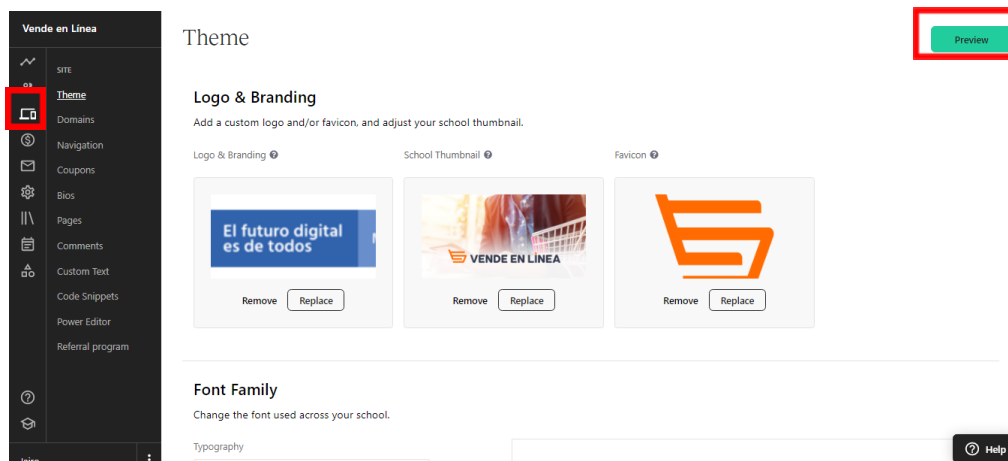 Vende en Línea
SITE
Theme
Domains
Navigation
Coupons
Bios
Pages
Comments
Custom Text
Code Snippets
Power Editor
Referral program
Theme
Preview
Logo & Branding
Add a custom logo and/or favicon, and adjust your school thumbnail.
Logo & Branding
School Thumbnail
Favicon
El futuro digital
es de todos
VENDE EN LÍNEA
Remove
Replace
Remove
Replace
Remove
Replace
Font Family
Change the font used across your school.
Typography
Help